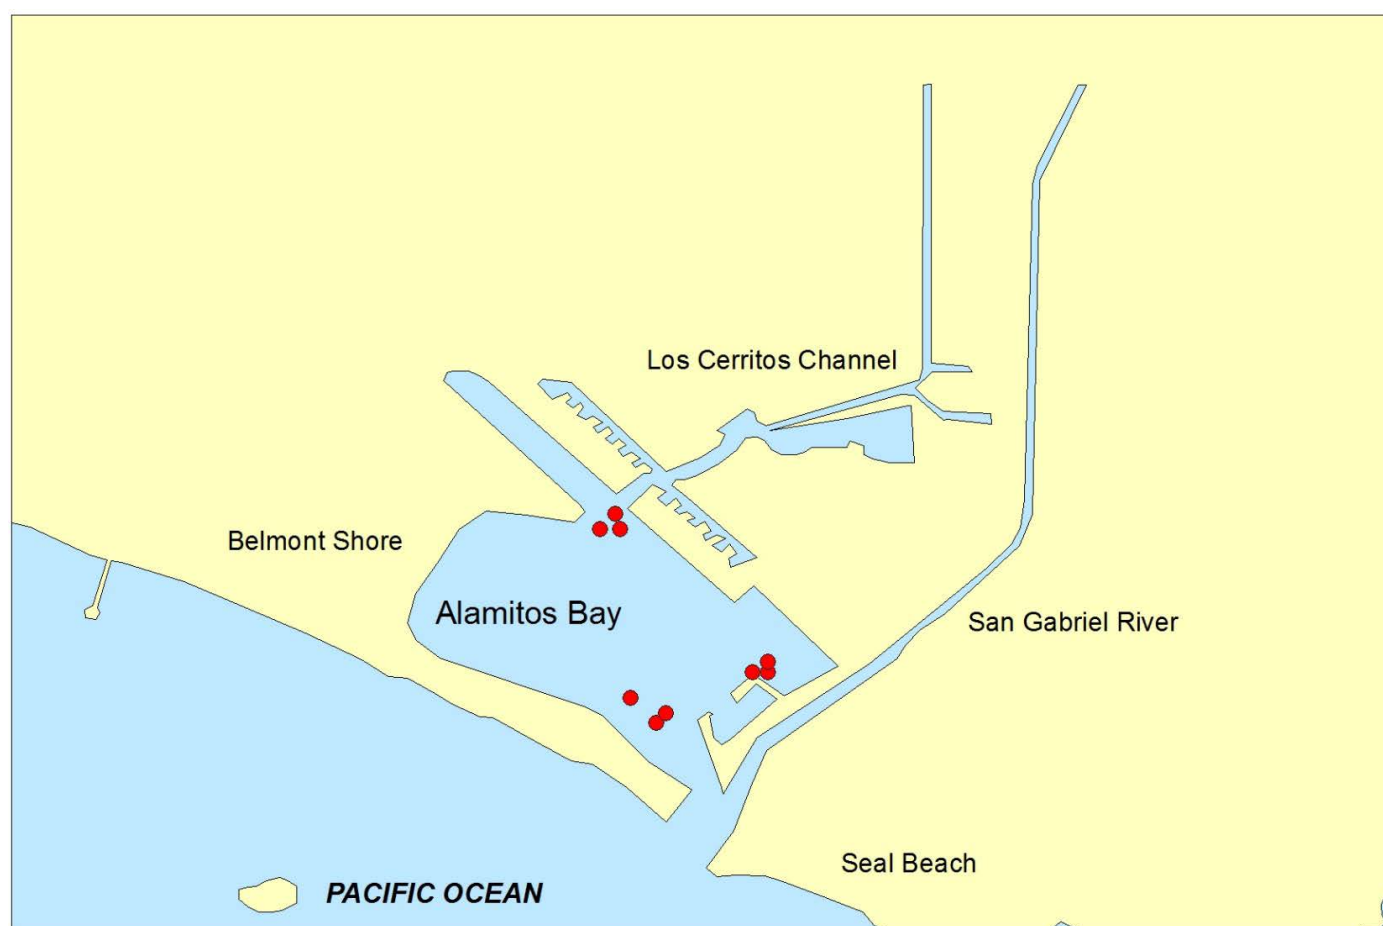 Los Cerritos Channel
Belmont Shore
Alamitos Bay
San Gabriel River
Seal Beach
PACIFIC OCEAN